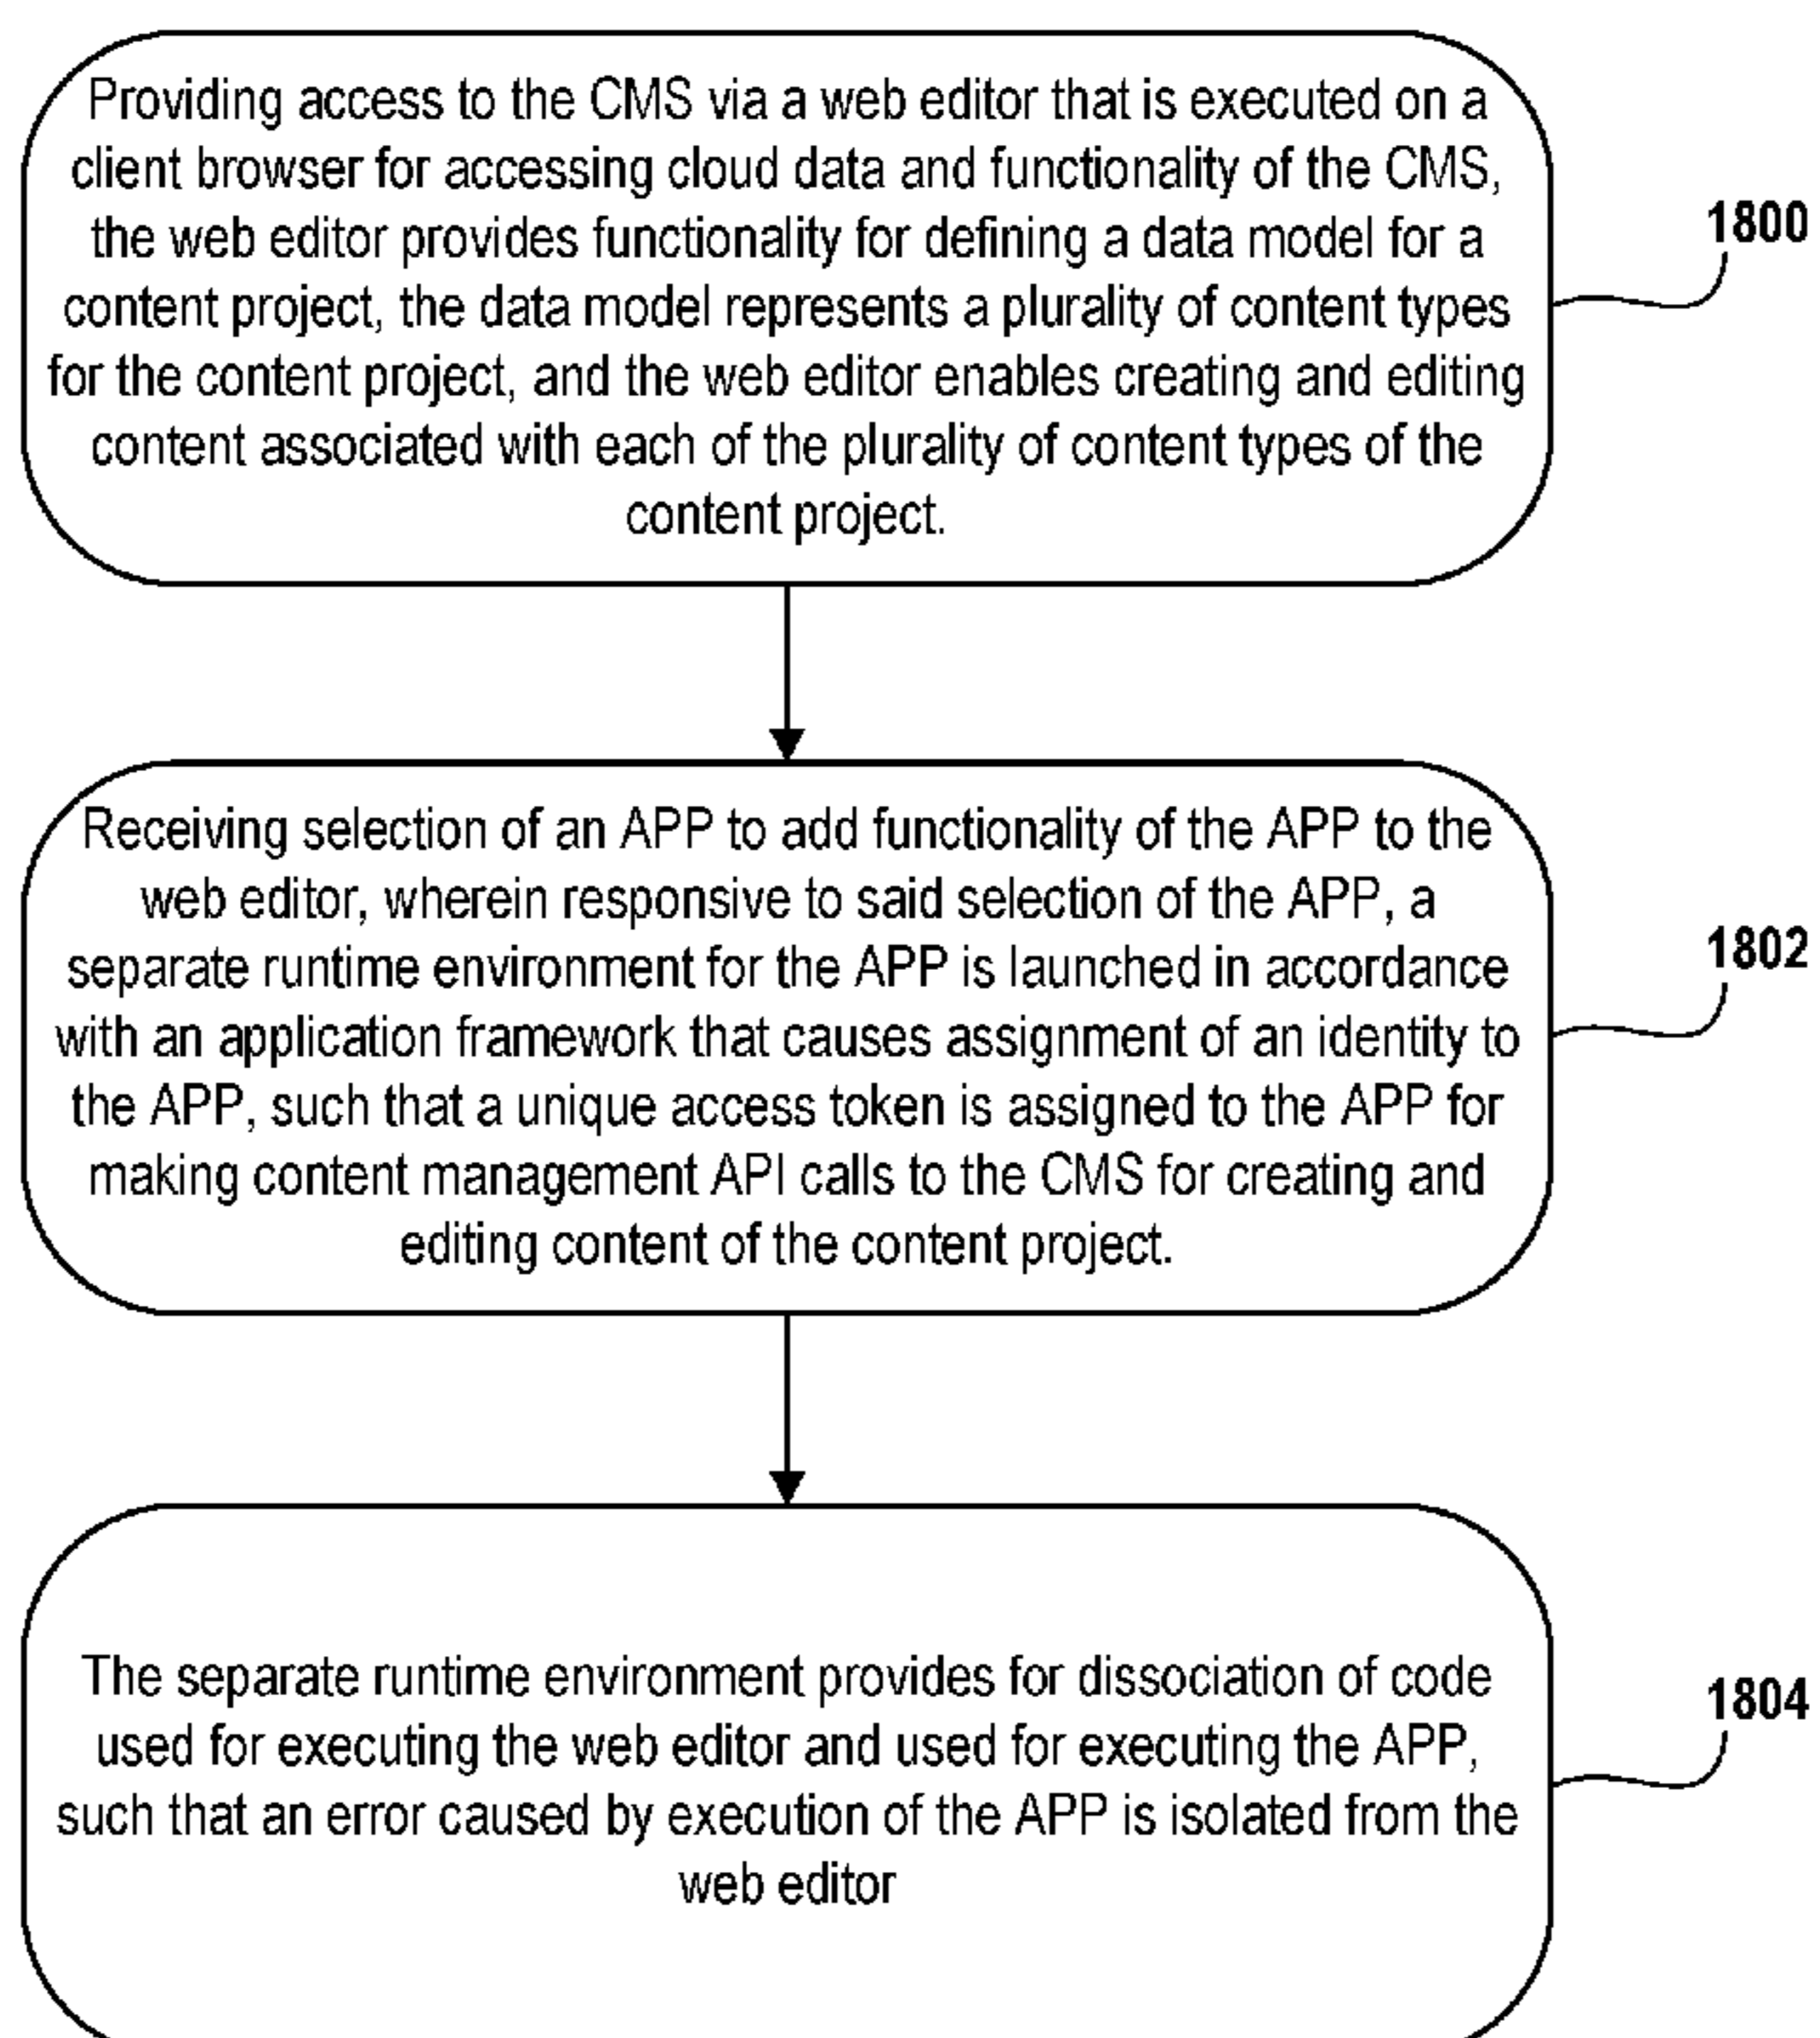 Providing access to the CMS via a web editor that is executed on a
client browser for accessing cloud data and functionality of the CMS,
the web editor provides functionality for defining a data model for a
content project, the data model represents a plurality of content types
for the content project, and the web editor enables creating and editing
content associated with each of the plurality of content types of the
content project.
1800
Receiving selection of an APP to add functionality of the APP to the
web editor, wherein responsive to said selection of the APP, a
separate runtime environment for the APP is launched in accordance
with an application framework that causes assignment of an identity to
the APP, such that a unique access token is assigned to the APP for
making content management API calls to the CMS for creating and
editing content of the content project.
1802
The separate runtime environment provides for dissociation of code
used for executing the web editor and used for executing the APP,
such that an error caused by execution of the APP is isolated from the
web editor
1804